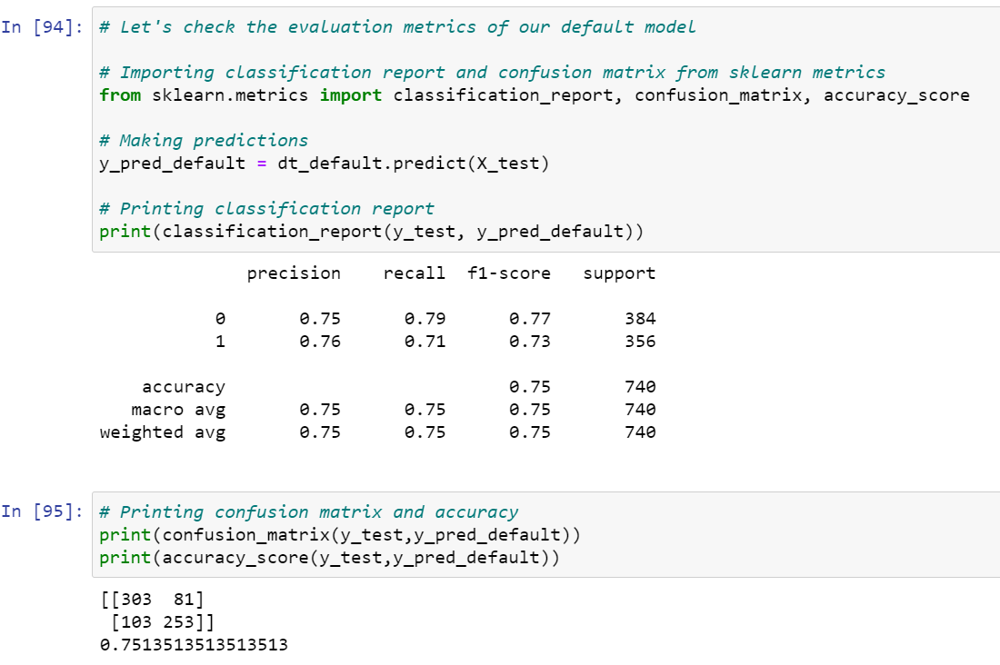 In [94]: # Let's check the evaluation metrics of our default model
# Importing classification report and confusion matrix from sklearn metrics
from sklearn.metrics import classification_report, confusion_matrix, accuracy_score
# Making predictions
y_pred_default = dt_default.predict(X_test)
# Printing classification report
print(classification_report(y_test, y_pred_default))
precision recall f1-score support
0 0.75 0.79 0.77 384
1 0.76 0.71 0.73 356
accuracy 0.75 740
macro avg 0.75 0.75 0.75 740
weighted avg 0.75 0.75 0.75 740
In [95]: # Printing confusion matrix and accuracy
print(confusion_matrix(y_test,y_pred_default))
print(accuracy_score(y_test,y_pred_default))
[[303  81]
[103 253]]
0.7513513513513513